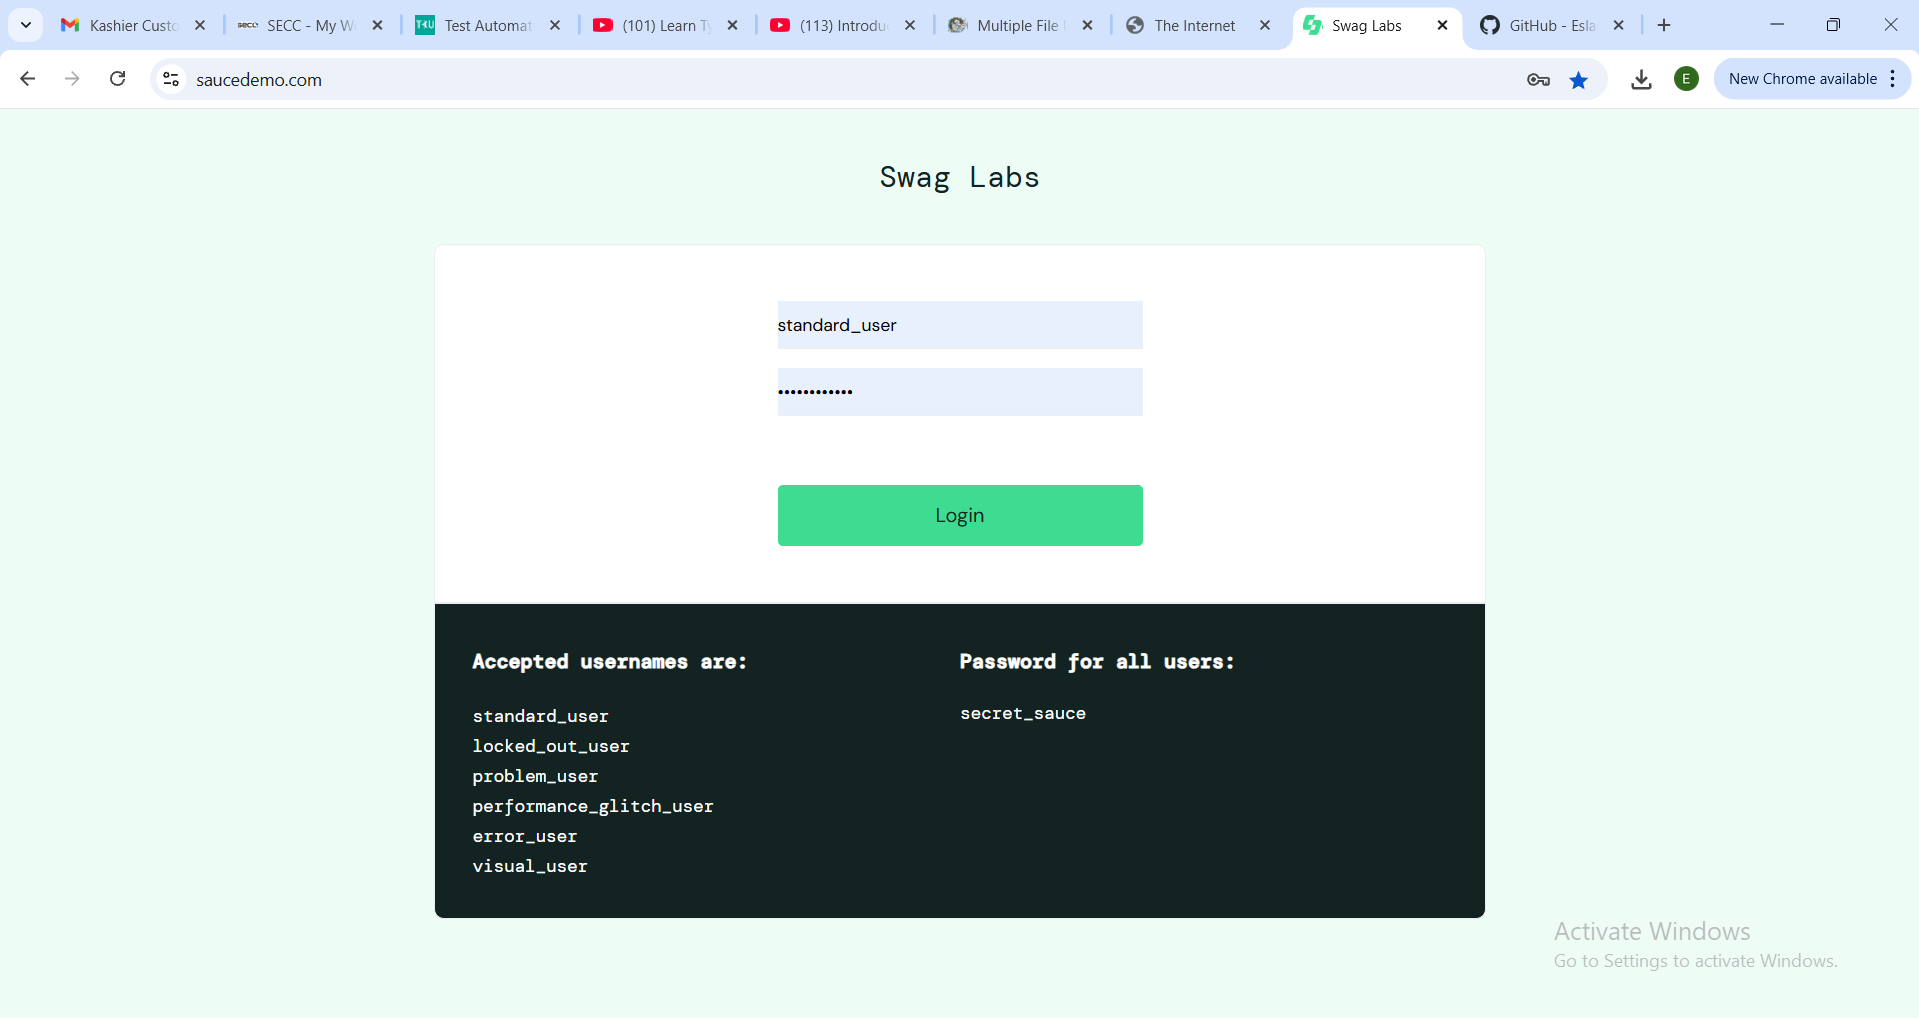 Kashier Custo
SECC - My W
Test Automat
(101) Learn Ty
(113) Introduc
Multiple File
The Internet
Swag Labs
GitHub - Esla
saucedemo.com
E
New Chrome available
Swag Labs
standard_user
••••••••••••
Login
Accepted usernames are:
standard_user
locked_out_user
problem_user
performance_glitch_user
error_user
visual_user
Password for all users:
secret_sauce
Activate Windows
Go to Settings to activate Windows.